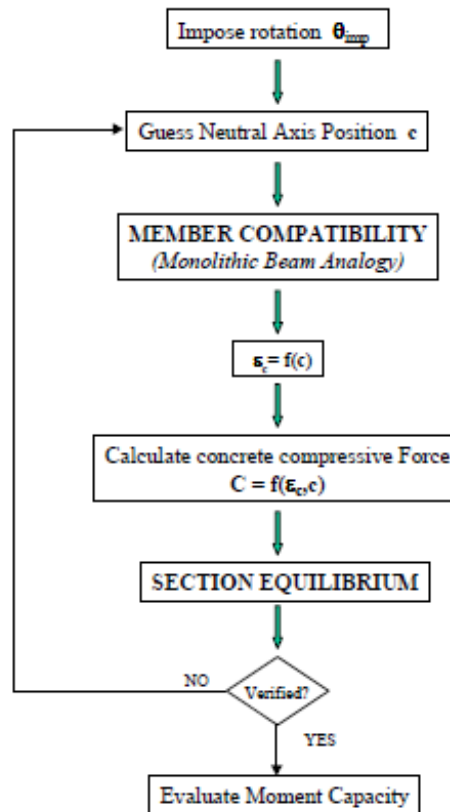 Impose rotation θimp
Guess Neutral Axis Position c
MEMBER COMPATIBILITY
(Monolithic Beam Analogy)
εc= f(c)
Calculate concrete compressive Force
C = f(εc,c)
SECTION EQUILIBRIUM
NO
Verified?
YES
Evaluate Moment Capacity